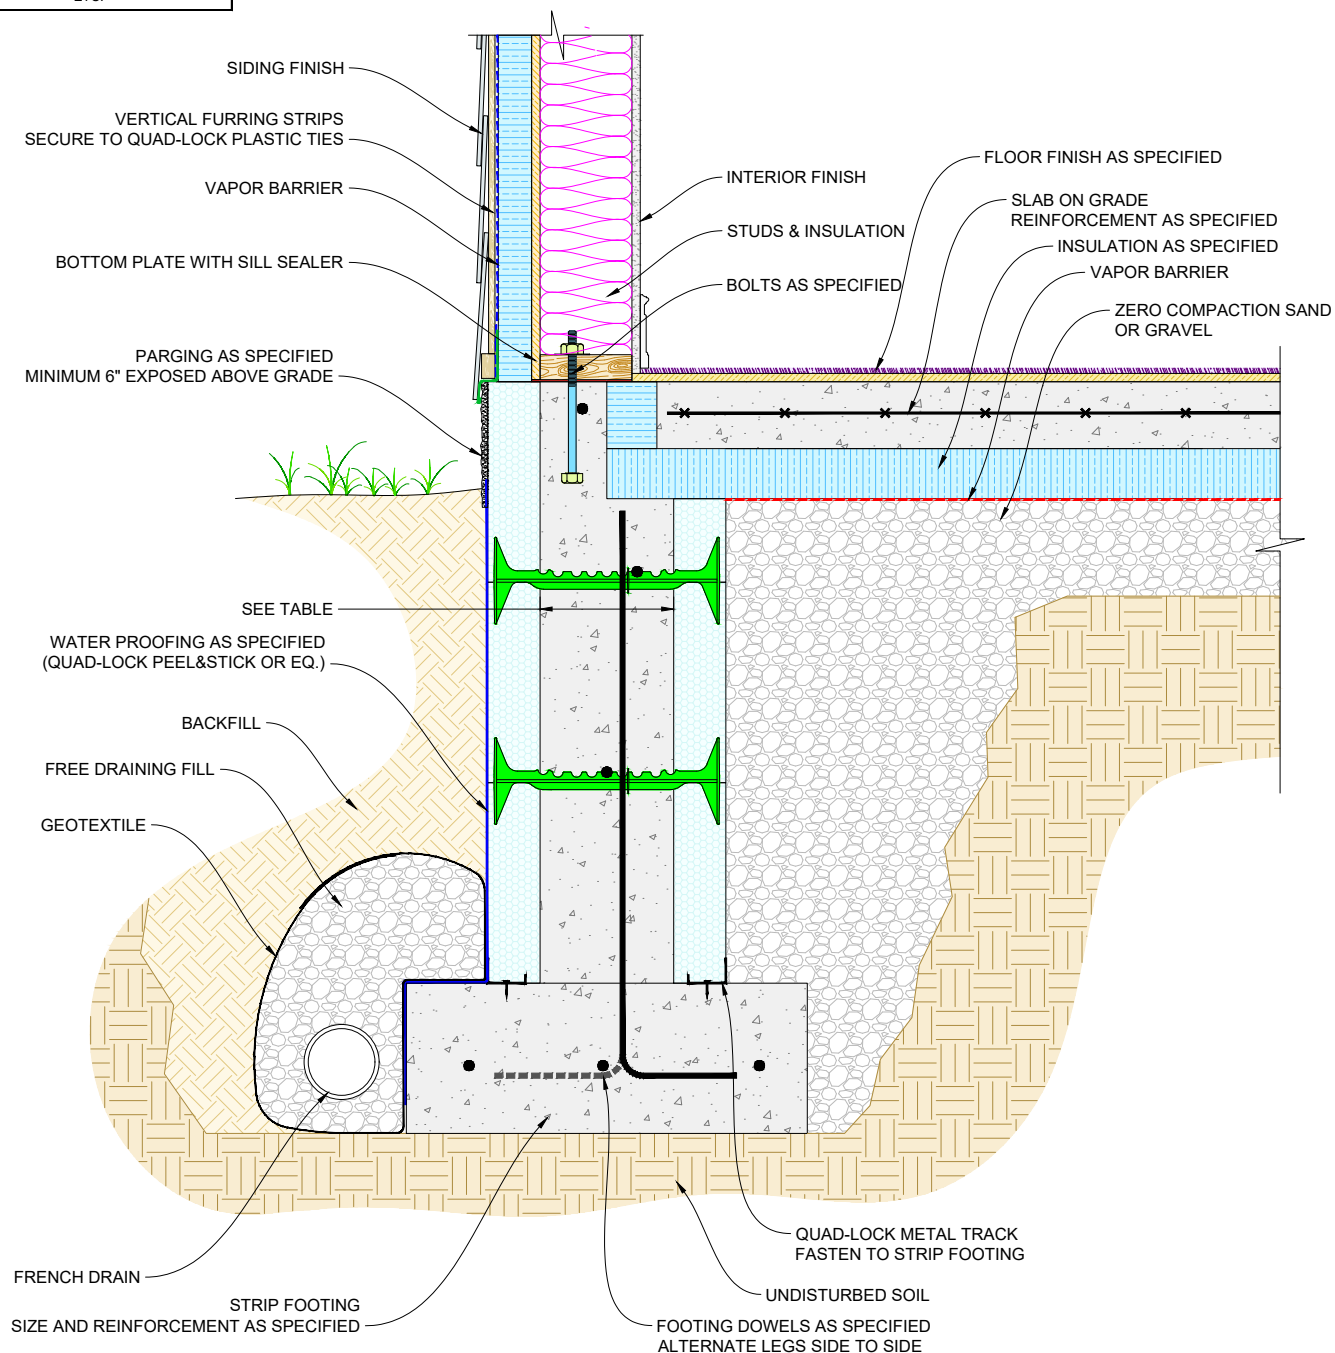 SIDING FINISH
VERTICAL FURRING STRIPS
SECURE TO QUAD-LOCK PLASTIC TIES
VAPOR BARRIER
BOTTOM PLATE WITH SILL SEALER
PARGING AS SPECIFIED
MINIMUM 6" EXPOSED ABOVE GRADE
SEE TABLE
WATER PROOFING AS SPECIFIED
(QUAD-LOCK PEEL&STICK OR EQ.)
BACKFILL
FREE DRAINING FILL
GEOTEXTILE
FRENCH DRAIN
STRIP FOOTING
SIZE AND REINFORCEMENT AS SPECIFIED
INTERIOR FINISH
STUDS & INSULATION
BOLTS AS SPECIFIED
FLOOR FINISH AS SPECIFIED
SLAB ON GRADE
REINFORCEMENT AS SPECIFIED
INSULATION AS SPECIFIED
VAPOR BARRIER
ZERO COMPACTION SAND
OR GRAVEL
QUAD-LOCK METAL TRACK
FASTEN TO STRIP FOOTING
UNDISTURBED SOIL
FOOTING DOWELS AS SPECIFIED
ALTERNATE LEGS SIDE TO SIDE